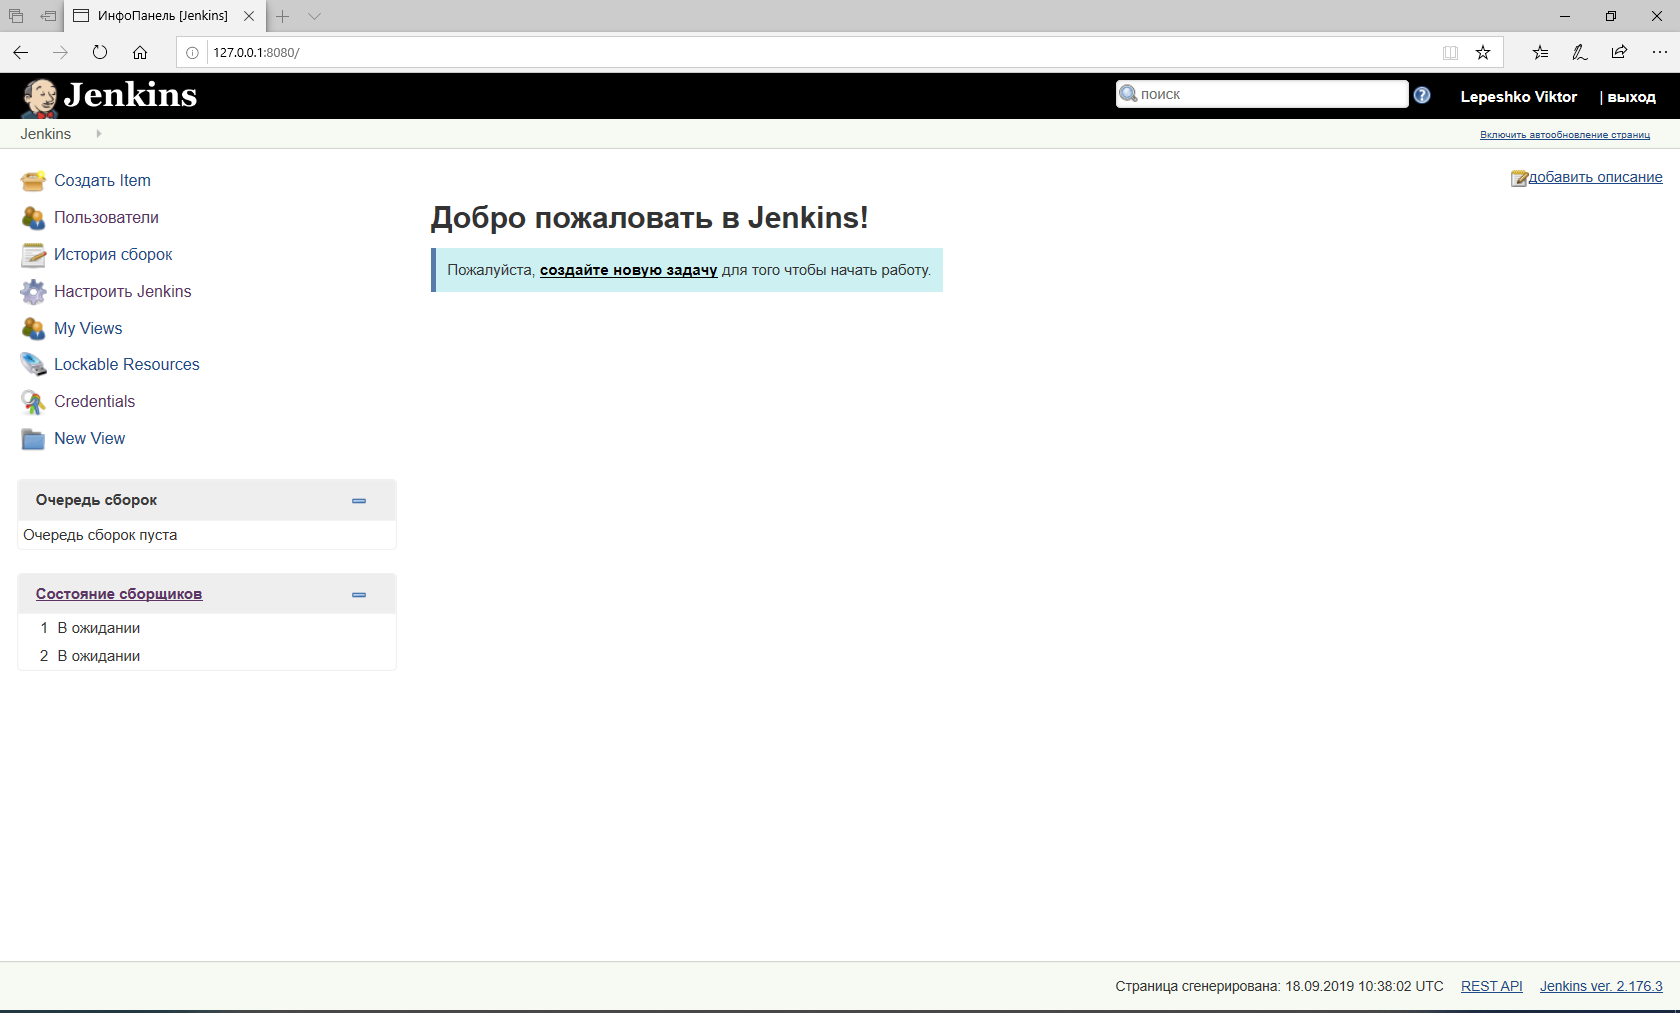 ИнфоПанель [Jenkins]
127.0.0.1:8080/
Jenkins
поиск
Lepeshko Viktor | выход
Jenkins
Включить автообновление страниц
добавить описание
Создать Item
Пользователи
История сборок
Настроить Jenkins
My Views
Lockable Resources
Credentials
New View
Очередь сборок
Очередь сборок пуста
Состояние сборщиков
1 В ожидании
2 В ожидании
Добро пожаловать в Jenkins!
Пожалуйста, создайте новую задачу для того чтобы начать работу.
Страница сгенерирована: 18.09.2019 10:38:02 UTC REST API Jenkins ver. 2.176.3